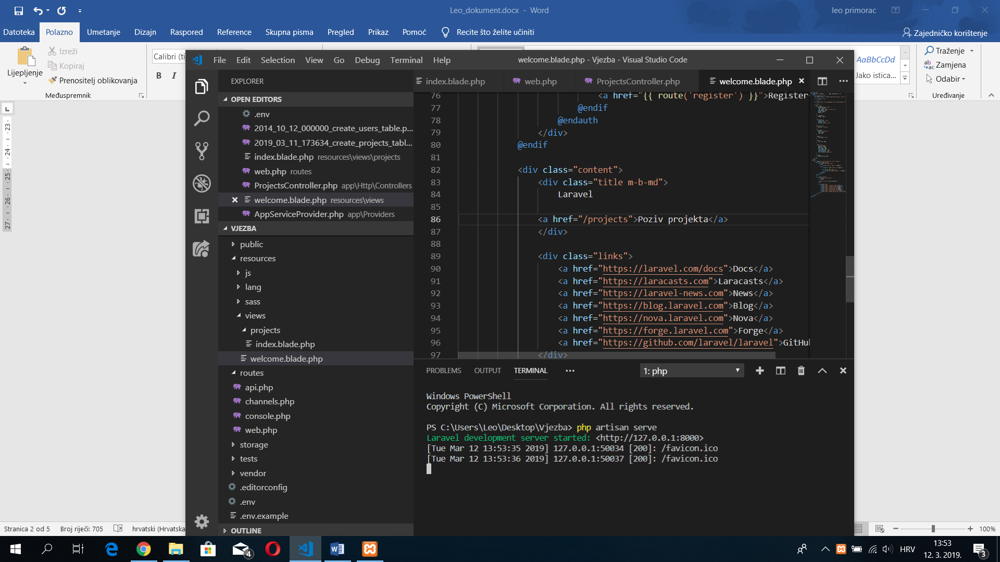 Leo_dokument.docx - Word
leo primorac
Datoteka Polazno Umetanje Dizajn Raspored Reference Skupna pisma Pregled Prikaz Pomoć Recite što želite učiniti Zajedničko korištenje
Lijepljenje
Izreži
Kopiraj
Prenositelj oblikovanja
Međuspremnik
Calibri (tij
B I
AaBbCcDd
Jako istica...
Traženje
Zamjena
Odabir
Uređivanje
23
24
25
26
27
File Edit Selection View Go Debug Terminal Help
welcome.blade.php - Vjezba - Visual Studio Code
EXPLORER
OPEN EDITORS
.env
2014_10_12_000000_create_users_table.p...
2019_03_11_173634_create_projects_tabl...
index.blade.php resources\views\projects
web.php routes
ProjectsController.php app\Http\Controllers
welcome.blade.php resources\views
AppServiceProvider.php app\Providers
VJEZBA
public
resources
js
lang
sass
views
projects
index.blade.php
welcome.blade.php
routes
api.php
channels.php
console.php
web.php
storage
tests
vendor
.editorconfig
.env
.env.example
OUTLINE
index.blade.php web.php ProjectsController.php welcome.blade.php
76 <a href="{{ route('register') }}">Register
77 @endif
78 @endauth
79 </div>
80 @endif
81
82 <div class="content">
83 <div class="title m-b-md">
84 Laravel
85
86 <a href="/projects">Poziv projekta</a>
87 </div>
88
89 <div class="links">
90 <a href="https://laravel.com/docs">Docs</a>
91 <a href="https://laracasts.com">Laracasts</a>
92 <a href="https://laravel-news.com">News</a>
93 <a href="https://blog.laravel.com">Blog</a>
94 <a href="https://nova.laravel.com">Nova</a>
95 <a href="https://forge.laravel.com">Forge</a>
96 <a href="https://github.com/laravel/laravel">GitHub
97 </div>
PROBLEMS OUTPUT TERMINAL ••• 1: php
Windows PowerShell
Copyright (C) Microsoft Corporation. All rights reserved.
PS C:\Users\Leo\Desktop\Vjezba> php artisan serve
Laravel development server started: <http://127.0.0.1:8000>
[Tue Mar 12 13:53:35 2019] 127.0.0.1:50034 [200]: /favicon.ico
[Tue Mar 12 13:53:36 2019] 127.0.0.1:50037 [200]: /favicon.ico
Stranica 2 od 5 Broj riječi: 705 hrvatski (Hrvatska
100%
4
HRV
13:53
12. 3. 2019.
3